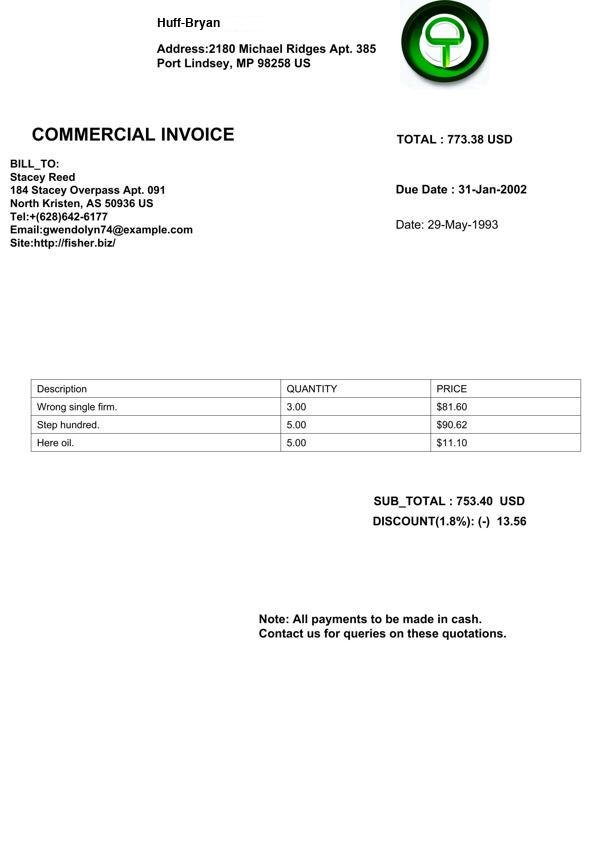 Huff-Bryan
Address:2180 Michael Ridges Apt. 385
Port Lindsey, MP 98258 US
COMMERCIAL INVOICE
TOTAL : 773.38 USD
BILL_TO:
Stacey Reed
184 Stacey Overpass Apt. 091
North Kristen, AS 50936 US
Tel:+(628)642-6177
Email:gwendolyn74@example.com
Site:http://fisher.biz/
Due Date : 31-Jan-2002
Date: 29-May-1993
Description QUANTITY PRICE
Wrong single firm. 3.00 $81.60
Step hundred. 5.00 $90.62
Here oil. 5.00 $11.10
SUB_TOTAL : 753.40 USD
DISCOUNT(1.8%): (-) 13.56
Note: All payments to be made in cash.
Contact us for queries on these quotations.